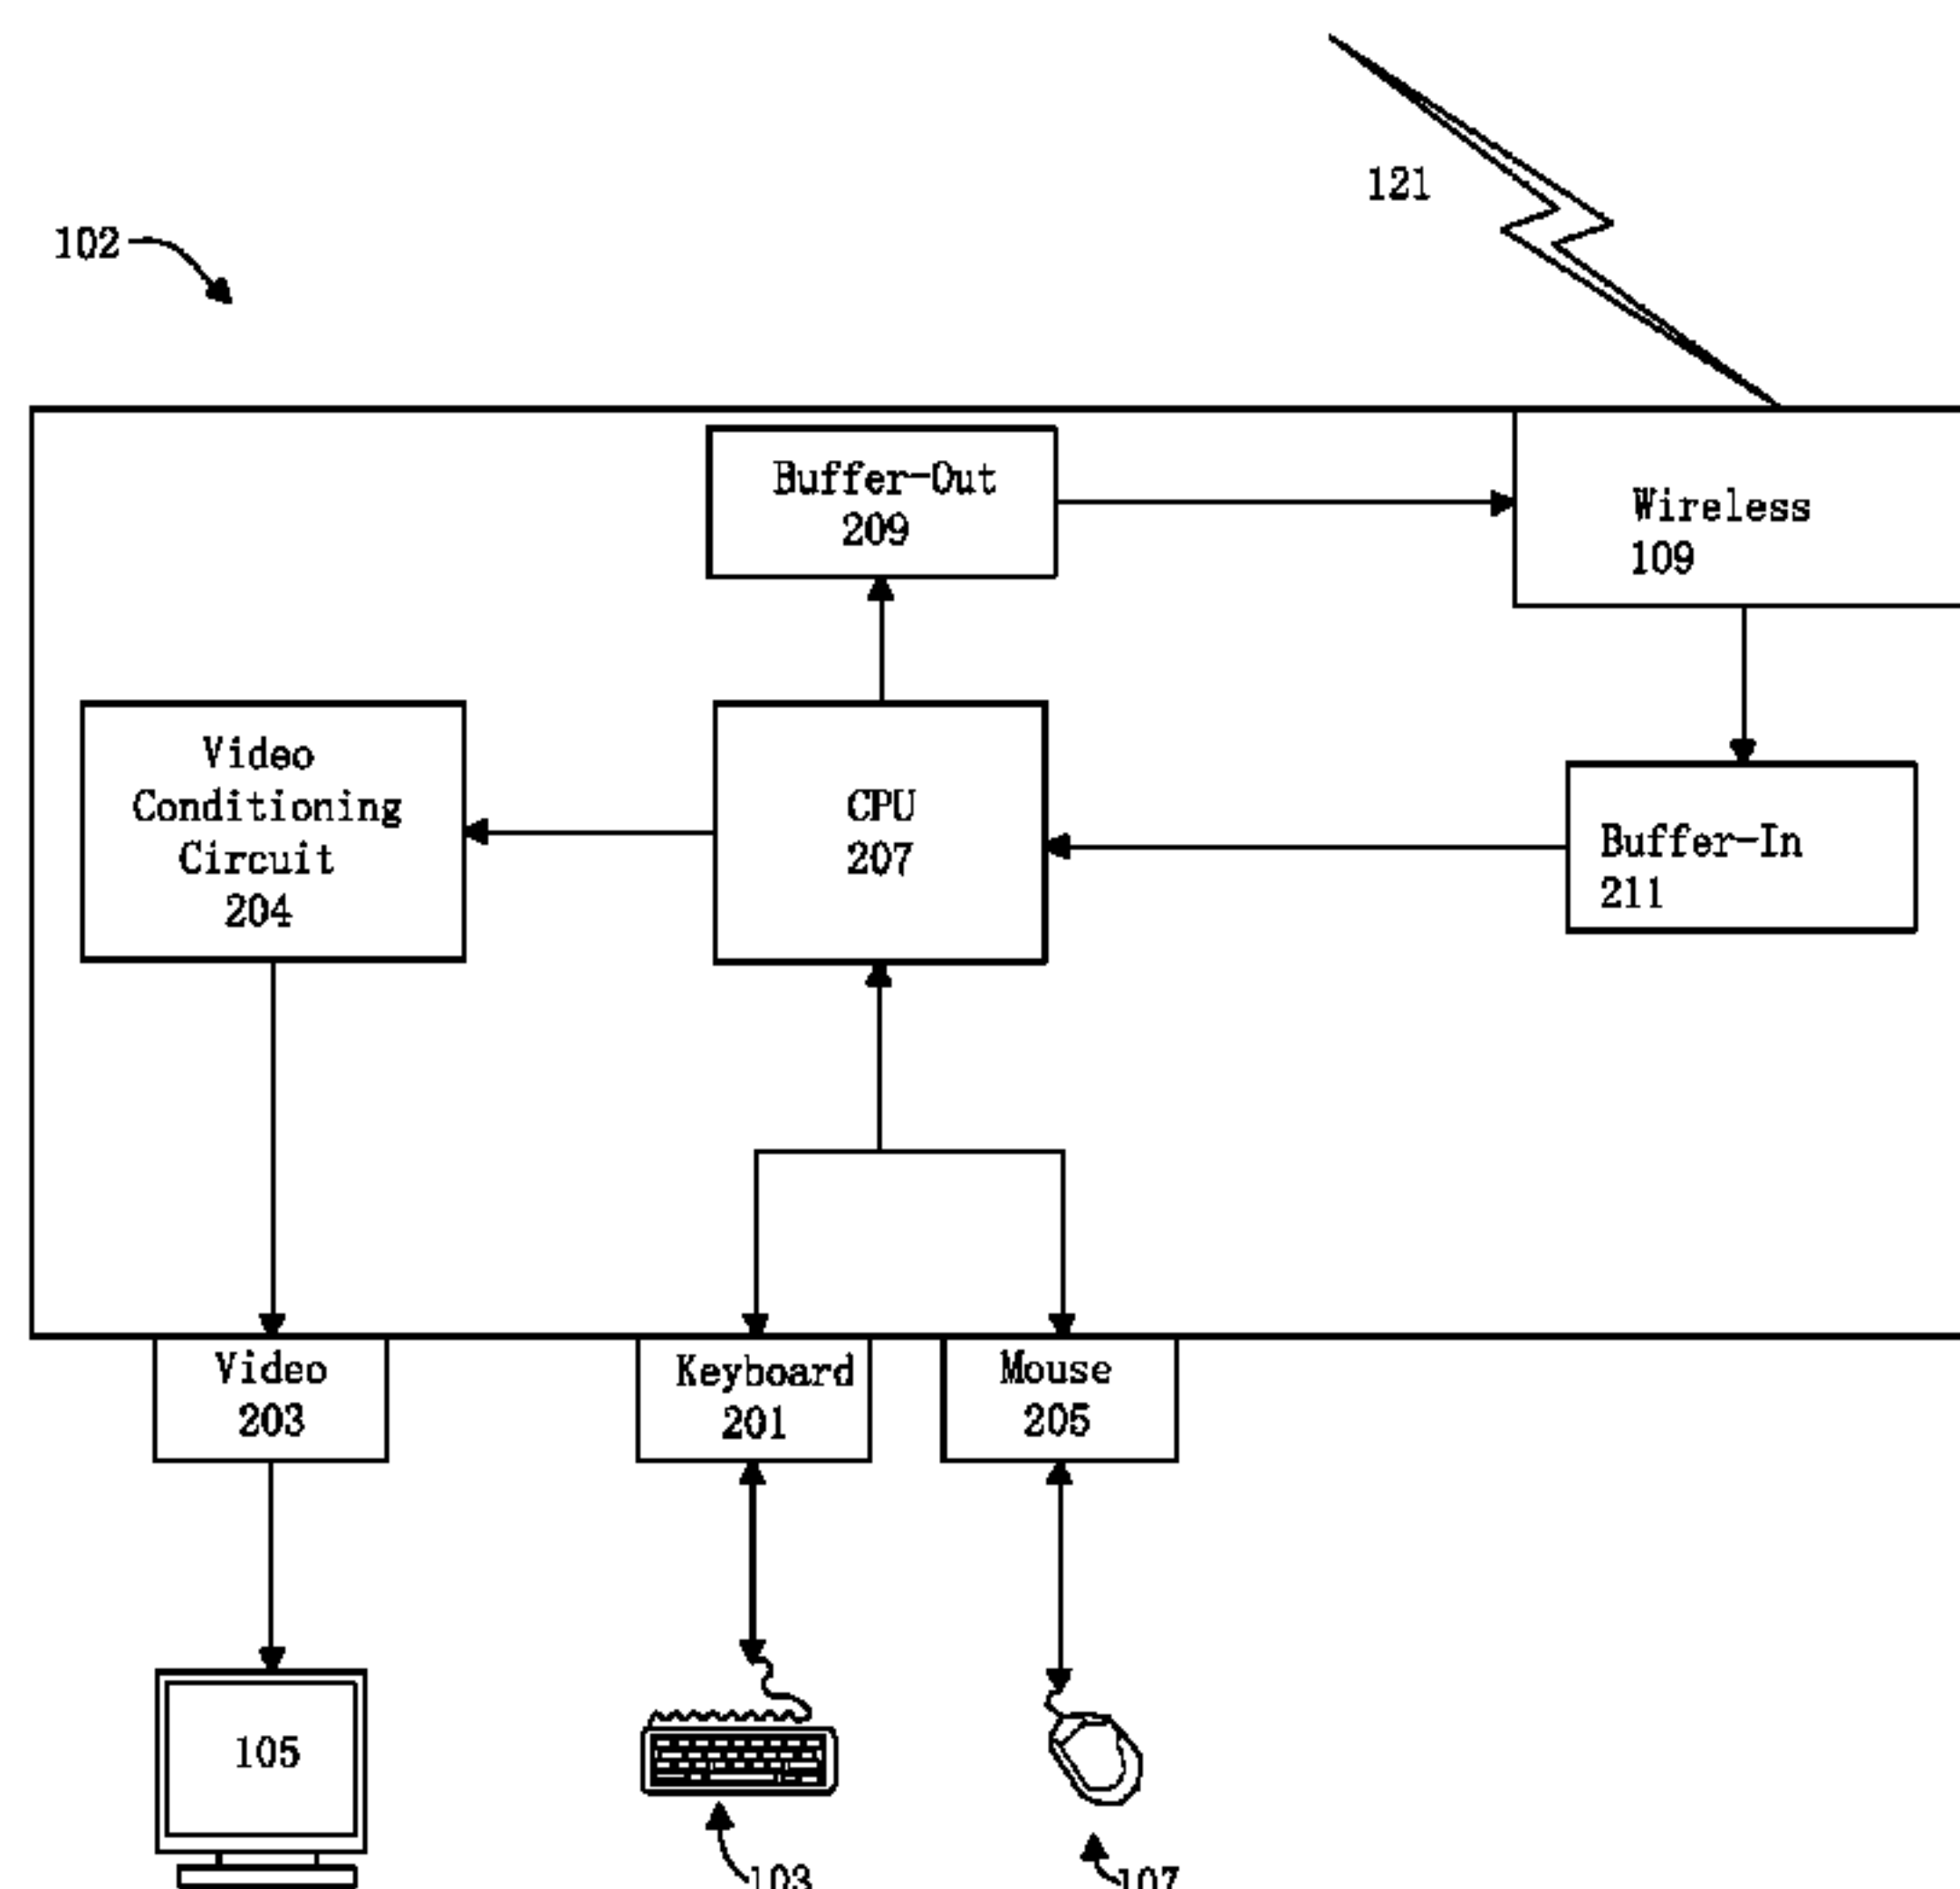 121
102
Buffer-Out
209
Wireless
109
Video
Conditioning
Circuit
204
CPU
207
Buffer-In
211
Video
203
Keyboard
201
Mouse
205
105
103
107